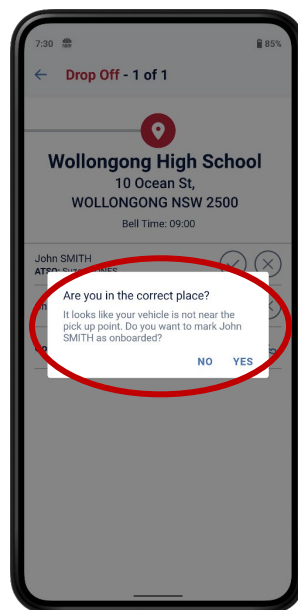 7:30 85%
Drop Off - 1 of 1
Wollongong High School
10 Ocean St,
WOLLONGONG NSW 2500
Bell Time: 09:00
John SMITH
Are you in the correct place?
It looks like your vehicle is not near the
pick up point. Do you want to mark John
SMITH as onboarded?
NO YES